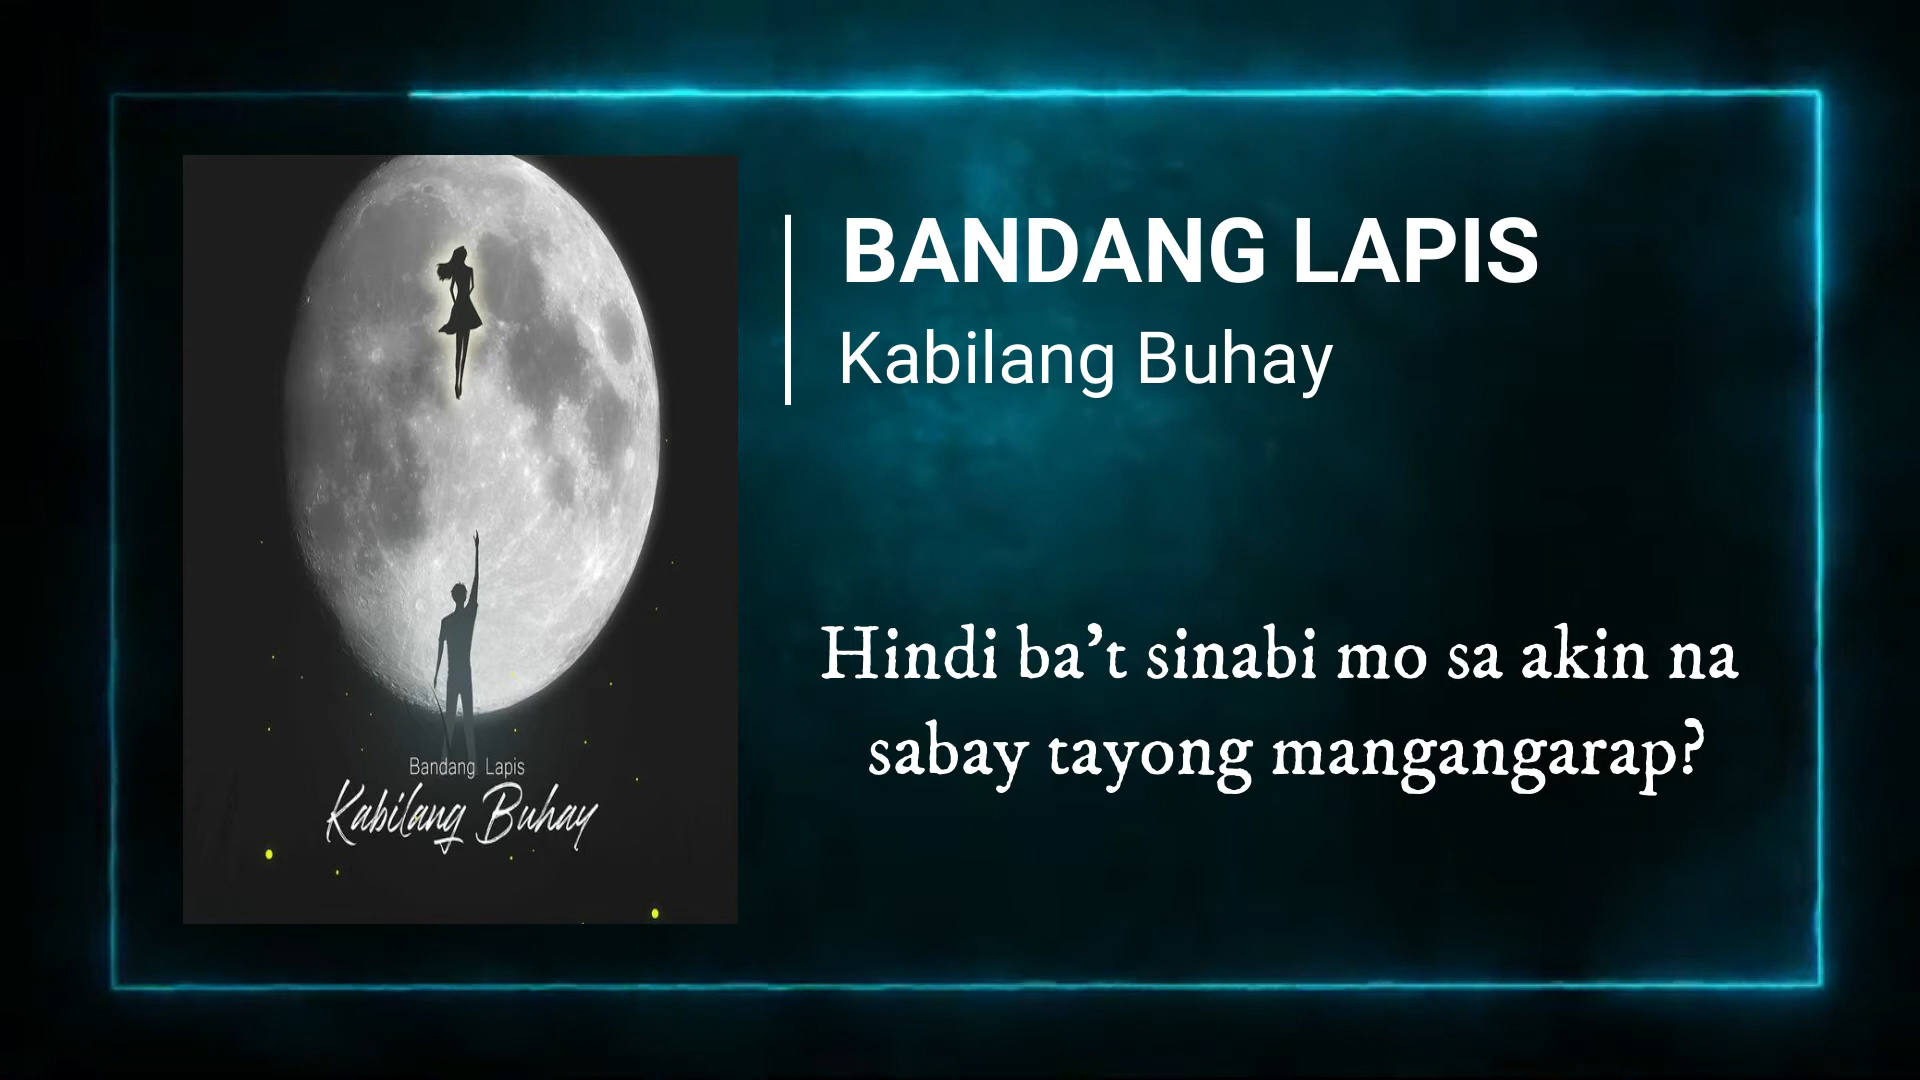 BANDANG LAPIS
Kabilang Buhay
Hindi ba’t sinabi mo sa akin na
sabay tayong mangangarap?
Bandang Lapis
Kabilang Buhay